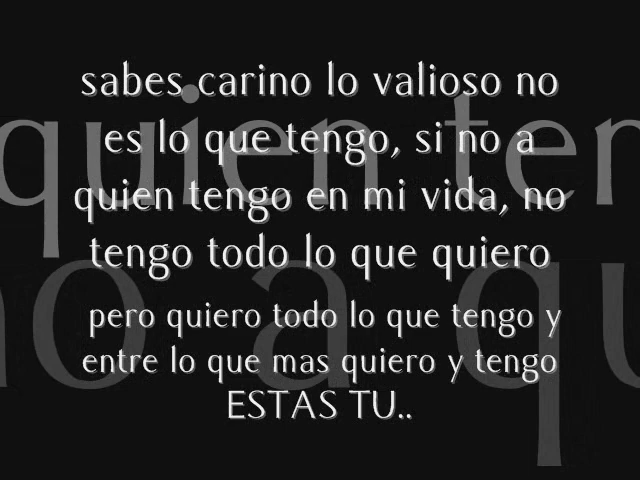 sabes carino lo valioso no
es lo que tengo, si no a
quien tengo en mi vida, no
tengo todo lo que quiero
pero quiero todo lo que tengo y
entre lo que mas quiero y tengo
ESTAS TU..